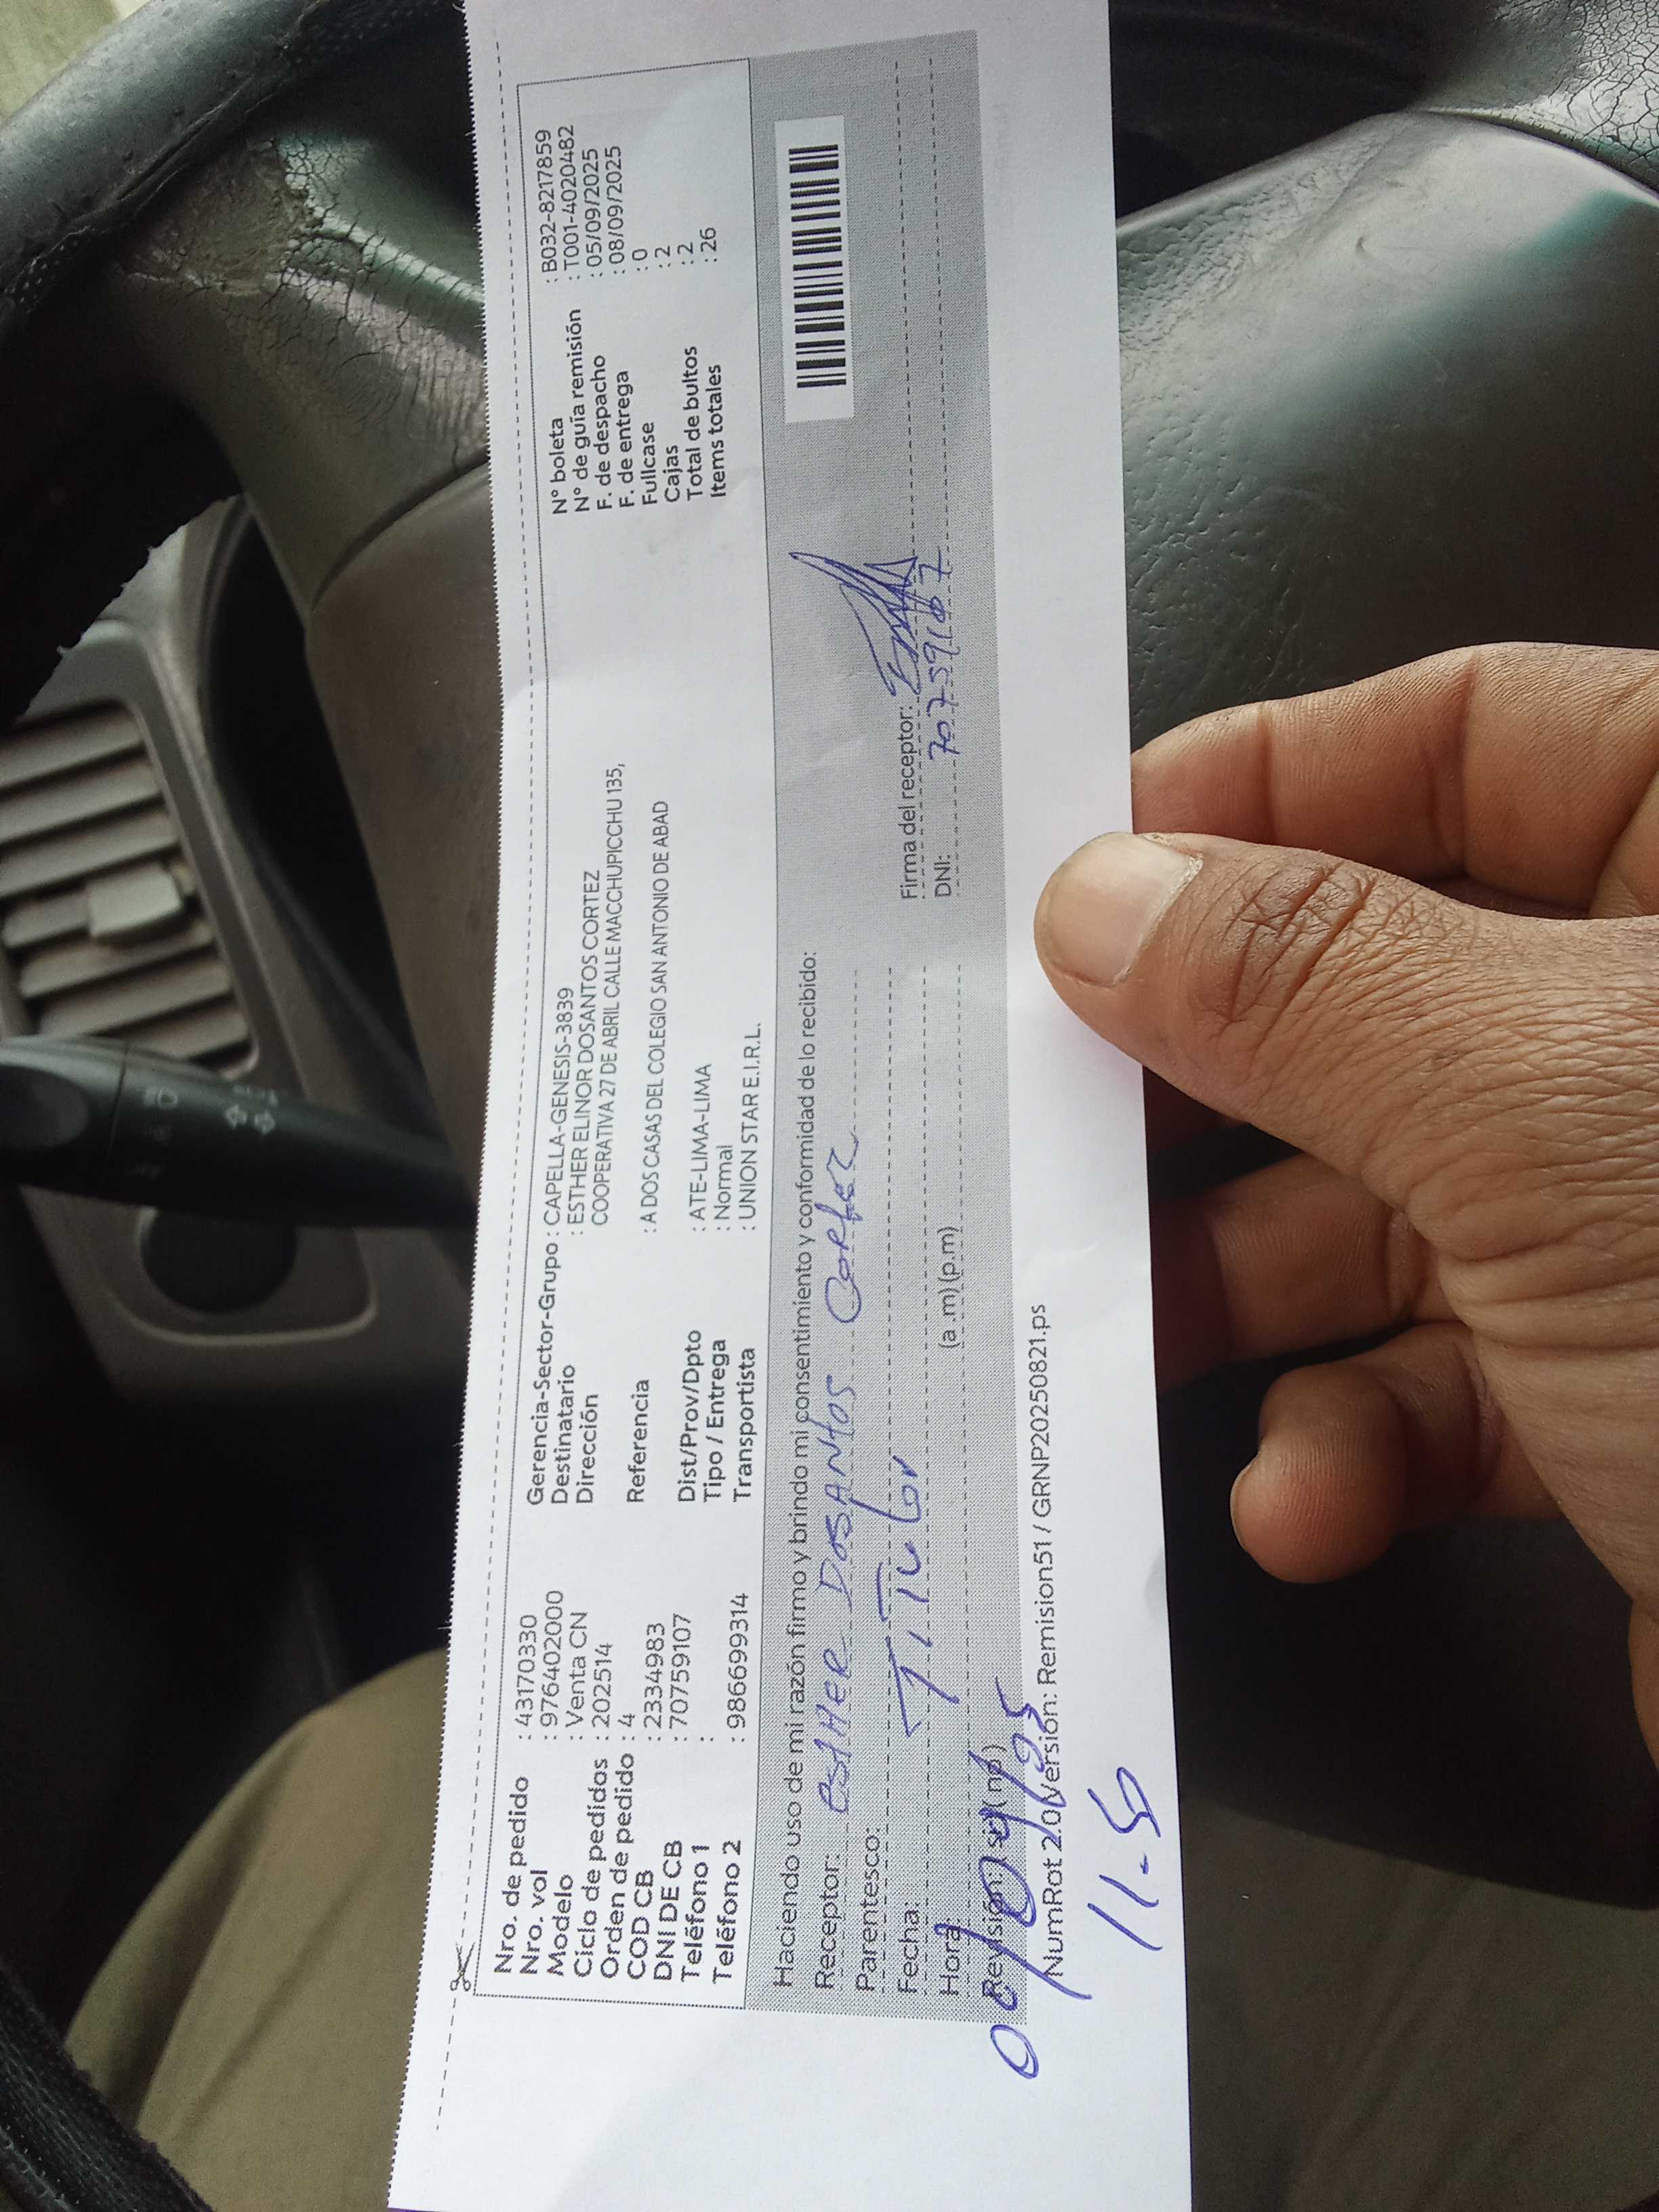 Nro. de pedido : 43170330
Nro. vol : 976402000
Modelo : Venta CN
Ciclo de pedidos : 202514
Orden de pedido : 4
COD CB : 2334983
DNI DE CB : 70759107
Teléfono 1 :
Teléfono 2 : 986699314
Gerencia-Sector-Grupo : CAPELLA-GENESIS-3839
Destinatario : ESTHER ELINOR DOSANTOS CORTEZ
Dirección COOPERATIVA 27 DE ABRIL CALLE MACCHUPICCHU 135,
Referencia : A DOS CASAS DEL COLEGIO SAN ANTONIO DE ABAD
Dist/Prov/Dpto : ATE-LIMA-LIMA
Tipo / Entrega : Normal
Transportista : UNION STAR E.I.R.L.
N° boleta : B032-8217859
N° de guía remisión : T001-4020482
F. de despacho : 05/09/2025
F. de entrega : 08/09/2025
Fullcase : 0
Cajas : 2
Total de bultos : 2
Items totales : 26
Haciendo uso de mi razón firmo y brindo mi consentimiento y conformidad de lo recibido:
Receptor: estHer DosANtos Cortez
Parentesco: Titular
Fecha:
Hora (a .m) (p.m)
Revisión: si ( no )
Firma del receptor:
DNI: 70759107
08/09/25
NumRot 2.0 Versión: Remision51 / GRNP20250821.ps